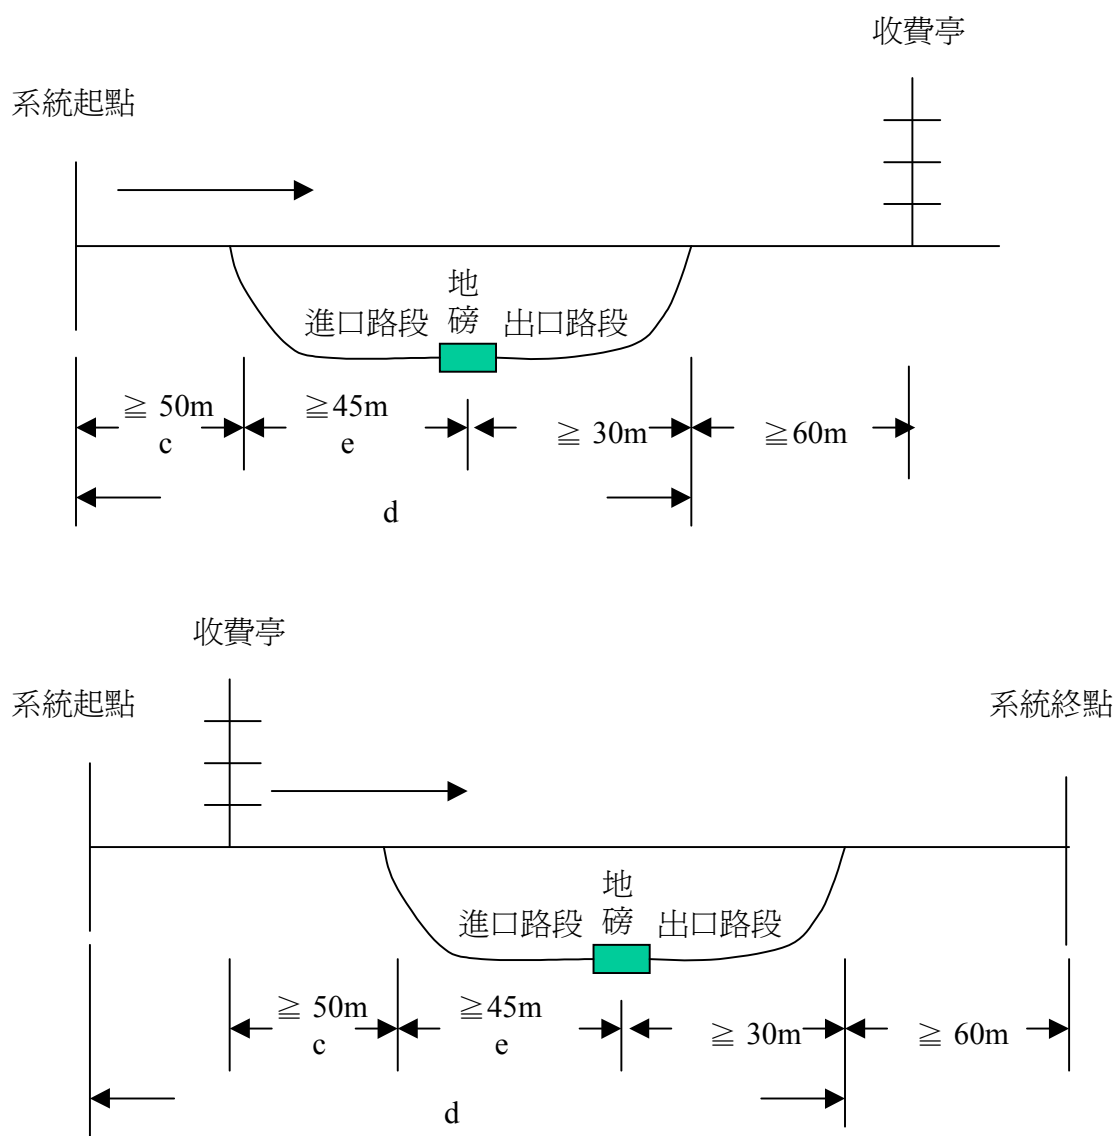 收費亭
系統起點
地
磅
進口路段 出口路段
≧ 50m ≧45m ≧ 30m ≧60m
c e
d
收費亭
系統起點 系統終點
地
磅
進口路段 出口路段
≧ 50m ≧45m ≧ 30m ≧ 60m
c e
d